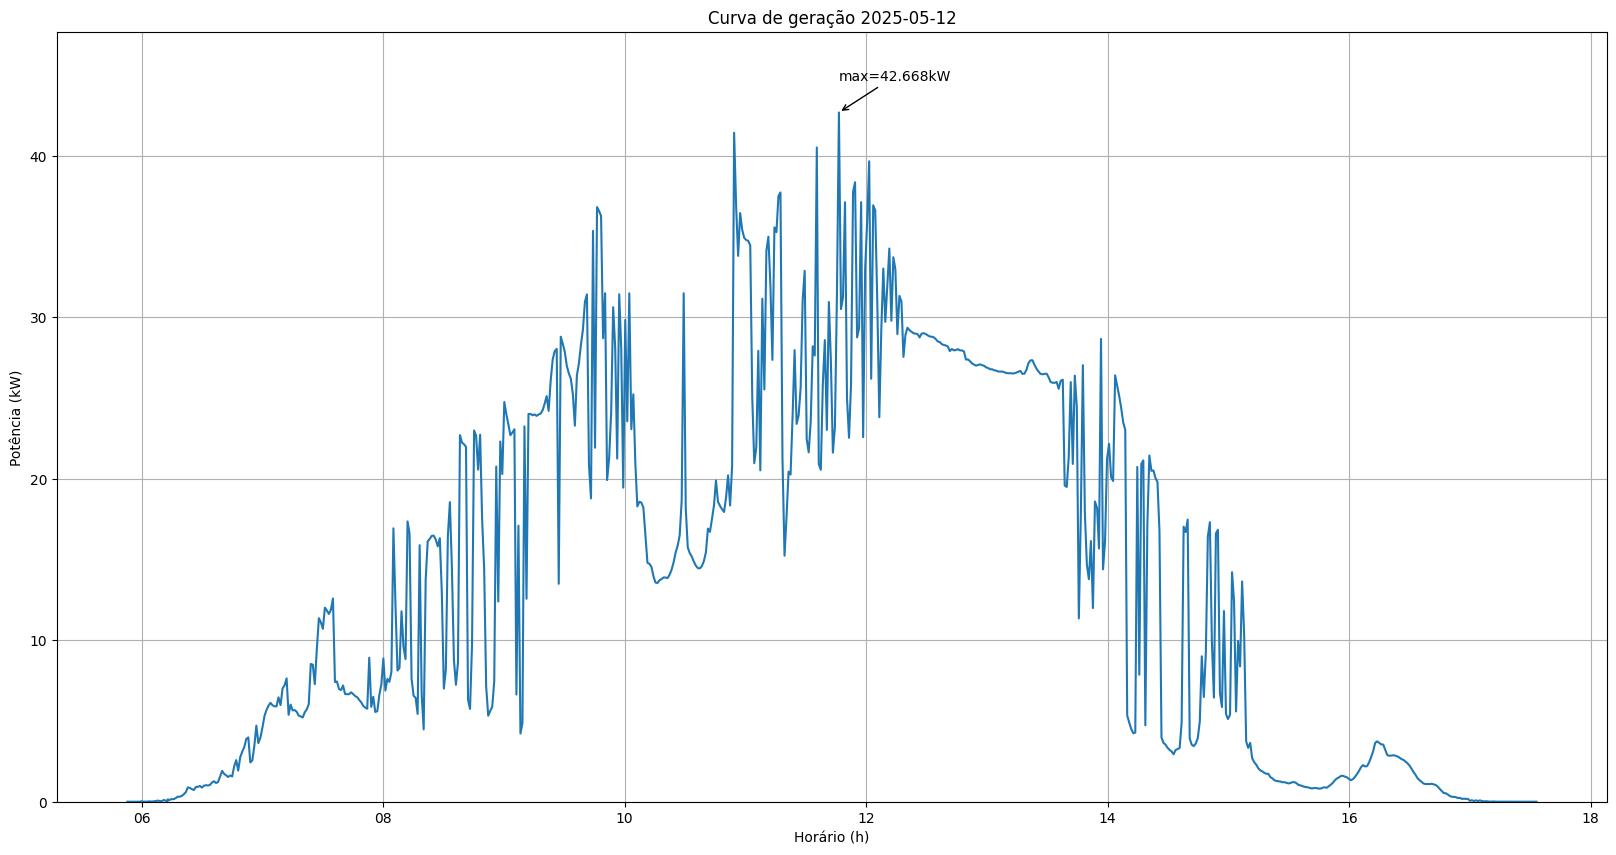 Curva de geração 2025-05-12
max=42.668kW
Potência (kW)
40
30
20
10
0
06 08 10 12 14 16 18
Horário (h)